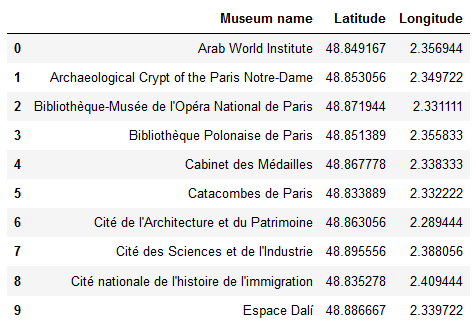 Museum name Latitude Longitude
0 Arab World Institute 48.849167 2.356944
1 Archaeological Crypt of the Paris Notre-Dame 48.853056 2.349722
2 Bibliothèque-Musée de l'Opéra National de Paris 48.871944 2.331111
3 Bibliothèque Polonaise de Paris 48.851389 2.355833
4 Cabinet des Médailles 48.867778 2.338333
5 Catacombes de Paris 48.833889 2.332222
6 Cité de l'Architecture et du Patrimoine 48.863056 2.289444
7 Cité des Sciences et de l'Industrie 48.895556 2.388056
8 Cité nationale de l'histoire de l'immigration 48.835278 2.409444
9 Espace Dalí 48.886667 2.339722